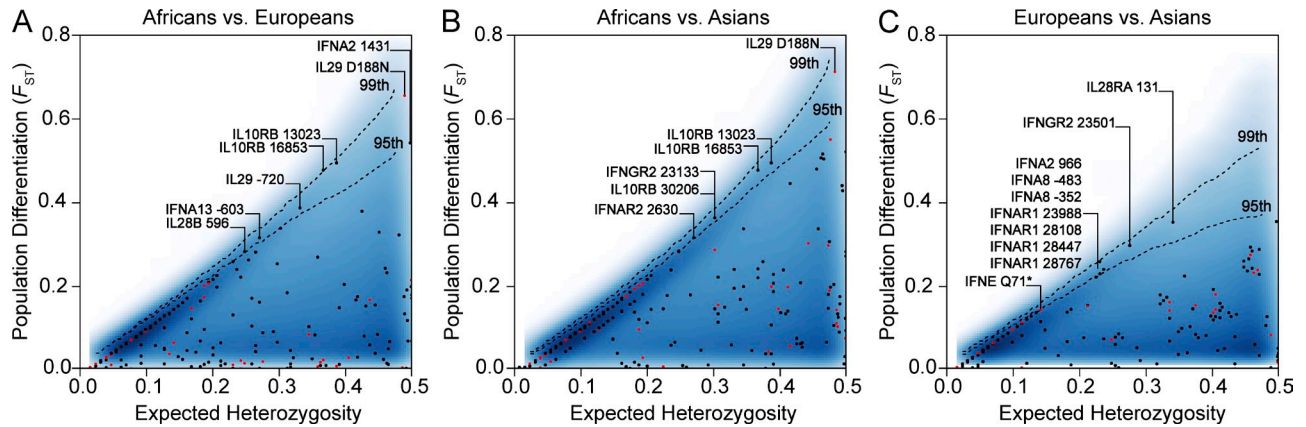 A
Africans vs. Europeans
Population Differentiation (FST)
0.8
0.6
0.4
0.2
0.0
IFNA2 1431
IL29 D188N
99th
95th
IL10RB 13023
IL10RB 16853
IL29 -720
IFNA13 -603
IL28B 596
0.0 0.1 0.2 0.3 0.4 0.5
Expected Heterozygosity
B
Africans vs. Asians
Population Differentiation (FST)
0.8
0.6
0.4
0.2
0.0
IL29 D188N
99th
95th
IL10RB 13023
IL10RB 16853
IFNGR2 23133
IL10RB 30206
IFNAR2 2630
0.0 0.1 0.2 0.3 0.4 0.5
Expected Heterozygosity
C
Europeans vs. Asians
Population Differentiation (FST)
0.8
0.6
0.4
0.2
0.0
IL28RA 131
IFNGR2 23501
99th
95th
IFNA2 966
IFNA8 -483
IFNA8 -352
IFNAR1 23988
IFNAR1 28108
IFNAR1 28447
IFNAR1 28767
IFNE Q71*
0.0 0.1 0.2 0.3 0.4 0.5
Expected Heterozygosity